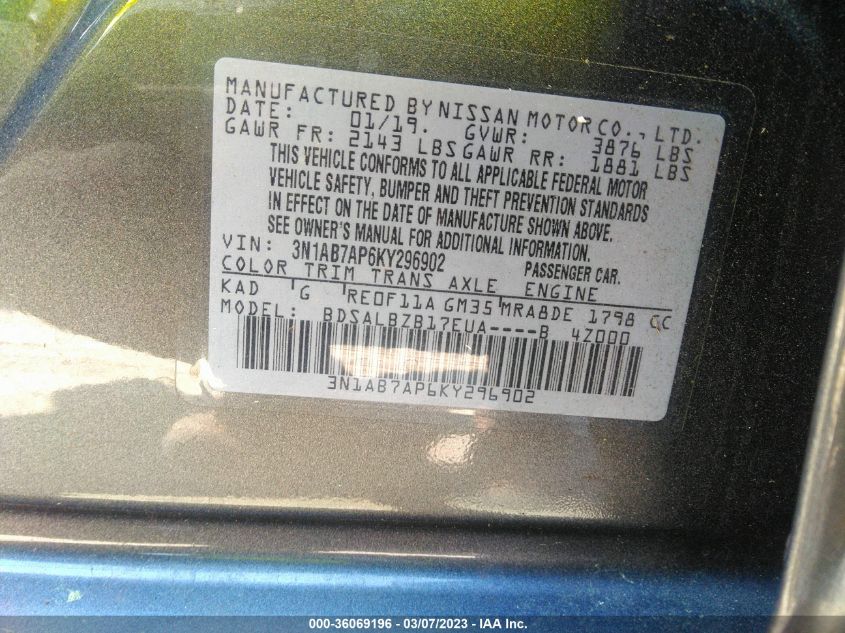 MANUFACTURED BY NISSAN MOTOR CO., LTD.
DATE: 01/19. GVWR: 3876 LBS
GAWR FR: 2143 LBS GAWR RR: 1881 LBS
THIS VEHICLE CONFORMS TO ALL APPLICABLE FEDERAL MOTOR
VEHICLE SAFETY, BUMPER AND THEFT PREVENTION STANDARDS
IN EFFECT ON THE DATE OF MANUFACTURE SHOWN ABOVE.
SEE OWNER'S MANUAL FOR ADDITIONAL INFORMATION.
VIN: 3N1AB7AP6KY296902 PASSENGER CAR.
COLOR TRIM TRANS AXLE ENGINE
KAD G RE0F11A GM35 MRA8DE 1798 CC
MODEL: BDSALBZB17EUA----B 4Z000
3N1AB7AP6KY296902
000-36069196 - 03/07/2023 - IAA Inc.